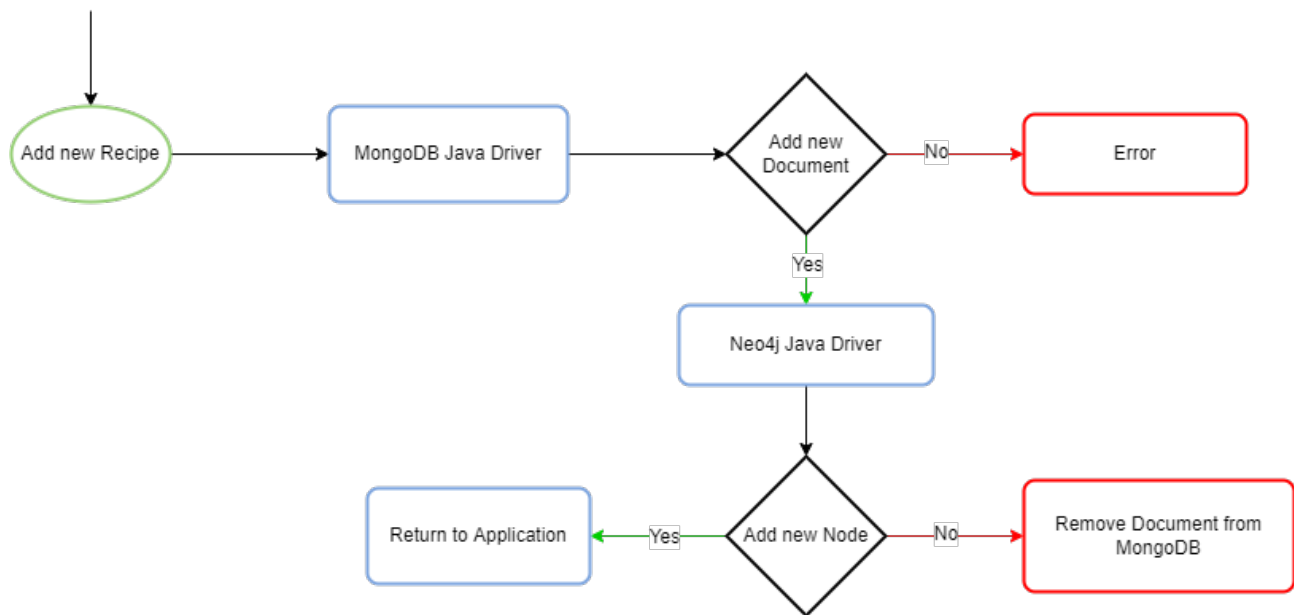 Add new Recipe
MongoDB Java Driver
Add new
Document
No
Error
Yes
Neo4j Java Driver
Return to Application
Yes
Add new Node
No
Remove Document from
MongoDB